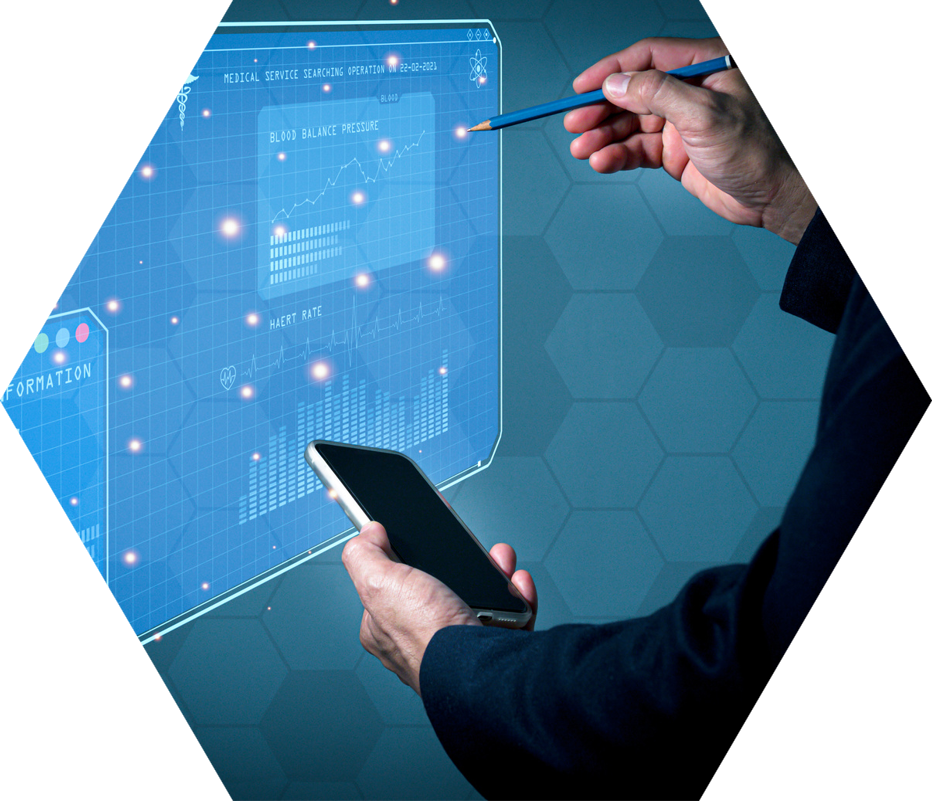 MEDICAL SERVICE SEARCHING OPERATION ON 22-02-2021
BLOOD
BLOOD BALANCE PRESSURE
HAERT RATE
FORMATION